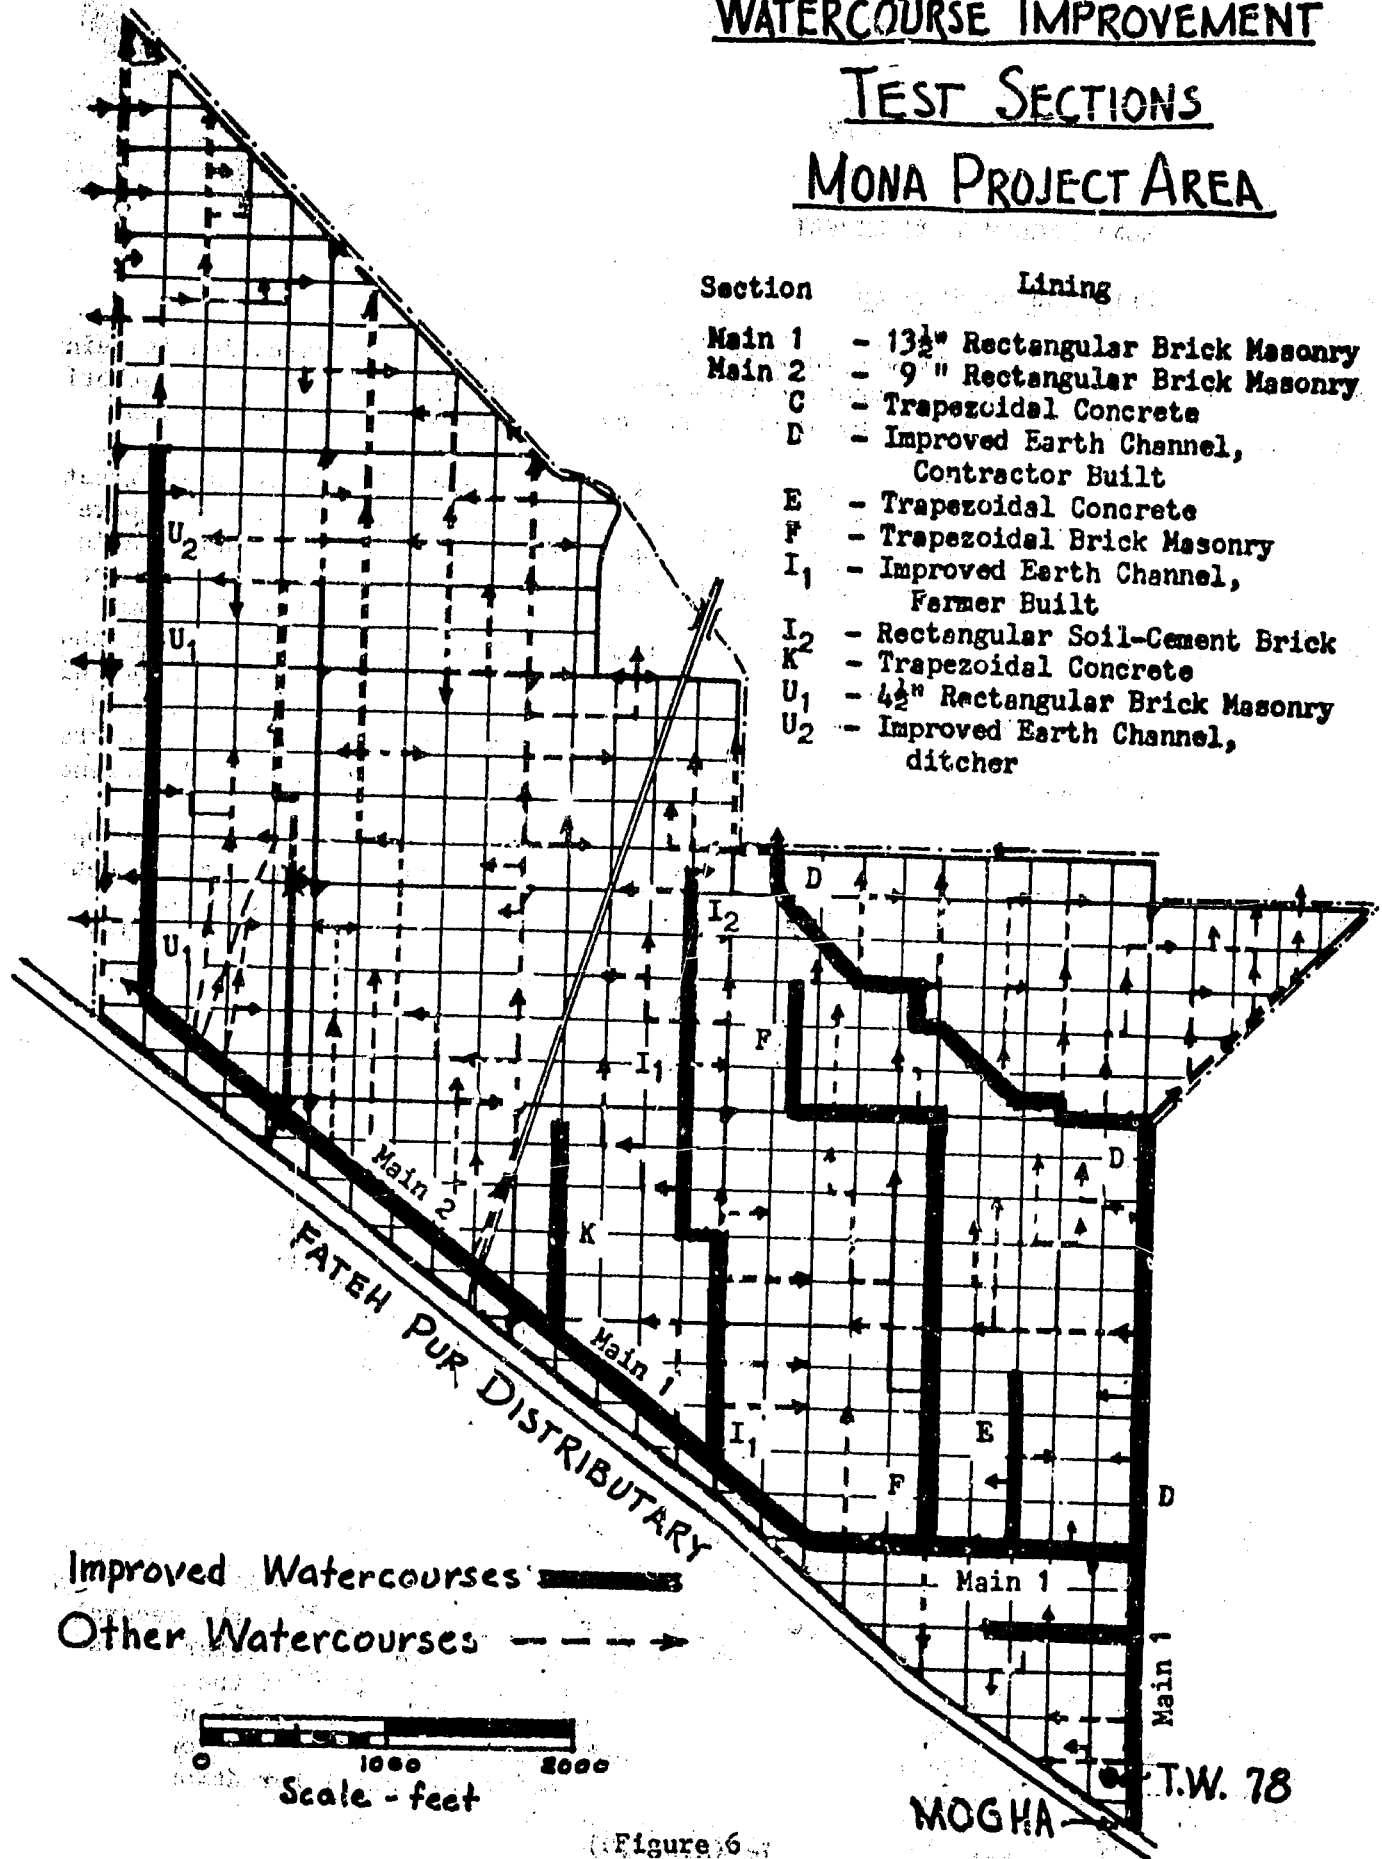 WATERCOURSE IMPROVEMENT
TEST SECTIONS
MONA PROJECT AREA
Section Lining
Main 1 - 13½" Rectangular Brick Masonry
Main 2 - 9 " Rectangular Brick Masonry
C - Trapezoidal Concrete
D - Improved Earth Channel,
Contractor Built
E - Trapezoidal Concrete
F - Trapezoidal Brick Masonry
I1 - Improved Earth Channel,
Farmer Built
I2 - Rectangular Soil-Cement Brick
K - Trapezoidal Concrete
U1 - 4½" Rectangular Brick Masonry
U2 - Improved Earth Channel,
ditcher
U2
U1
U1
D
I2
F
I1
D
Main 2
K
Main 1
I1
E
F
D
Main 1
Main 1
FATEH PUR DISTRIBUTARY
Improved Watercourses
Other Watercourses
0 1000 2000
Scale - feet
T.W. 78
MOGHA
Figure 6